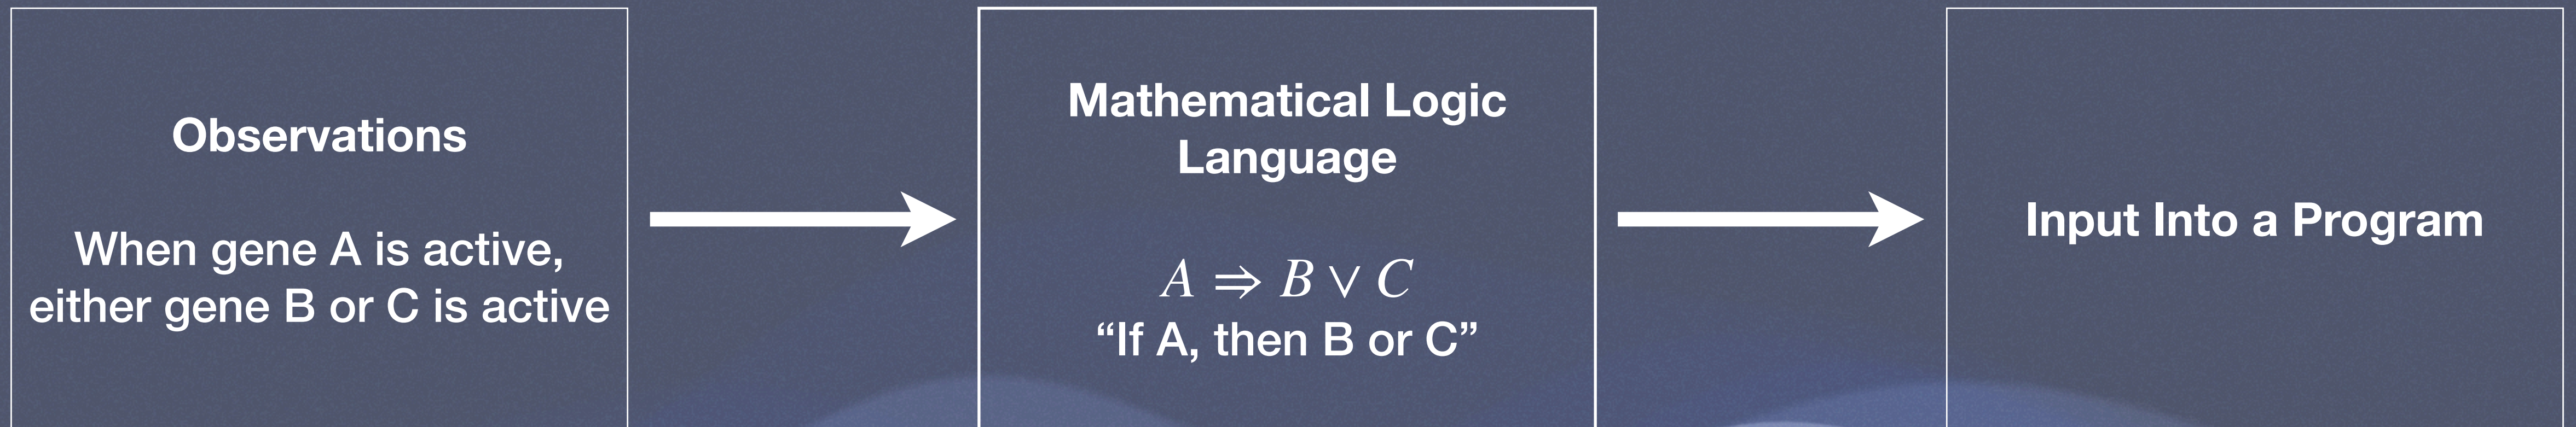 Observations
When gene A is active,
either gene B or C is active
Mathematical Logic
Language
A ⇒ B ∨ C
“If A, then B or C”
Input Into a Program